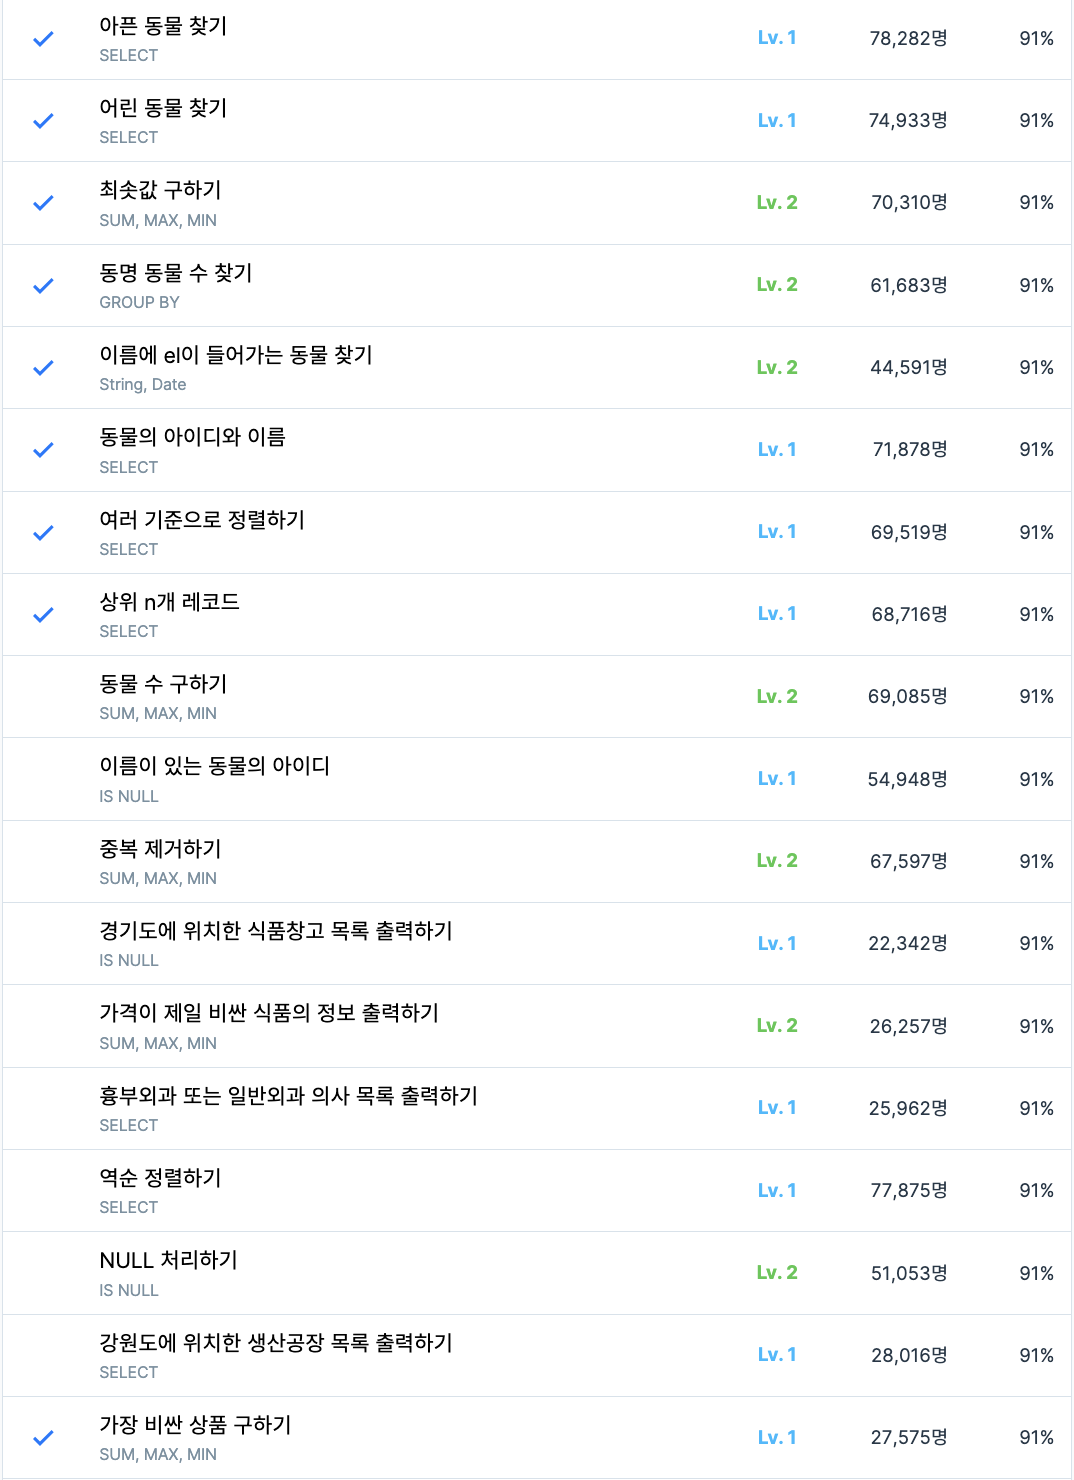 아픈 동물 찾기
SELECT
Lv. 1
78,282명
91%
어린 동물 찾기
SELECT
Lv. 1
74,933명
91%
최솟값 구하기
SUM, MAX, MIN
Lv. 2
70,310명
91%
동명 동물 수 찾기
GROUP BY
Lv. 2
61,683명
91%
이름에 el이 들어가는 동물 찾기
String, Date
Lv. 2
44,591명
91%
동물의 아이디와 이름
SELECT
Lv. 1
71,878명
91%
여러 기준으로 정렬하기
SELECT
Lv. 1
69,519명
91%
상위 n개 레코드
SELECT
Lv. 1
68,716명
91%
동물 수 구하기
SUM, MAX, MIN
Lv. 2
69,085명
91%
이름이 있는 동물의 아이디
IS NULL
Lv. 1
54,948명
91%
중복 제거하기
SUM, MAX, MIN
Lv. 2
67,597명
91%
경기도에 위치한 식품창고 목록 출력하기
IS NULL
Lv. 1
22,342명
91%
가격이 제일 비싼 식품의 정보 출력하기
SUM, MAX, MIN
Lv. 2
26,257명
91%
흉부외과 또는 일반외과 의사 목록 출력하기
SELECT
Lv. 1
25,962명
91%
역순 정렬하기
SELECT
Lv. 1
77,875명
91%
NULL 처리하기
IS NULL
Lv. 2
51,053명
91%
강원도에 위치한 생산공장 목록 출력하기
SELECT
Lv. 1
28,016명
91%
가장 비싼 상품 구하기
SUM, MAX, MIN
Lv. 1
27,575명
91%